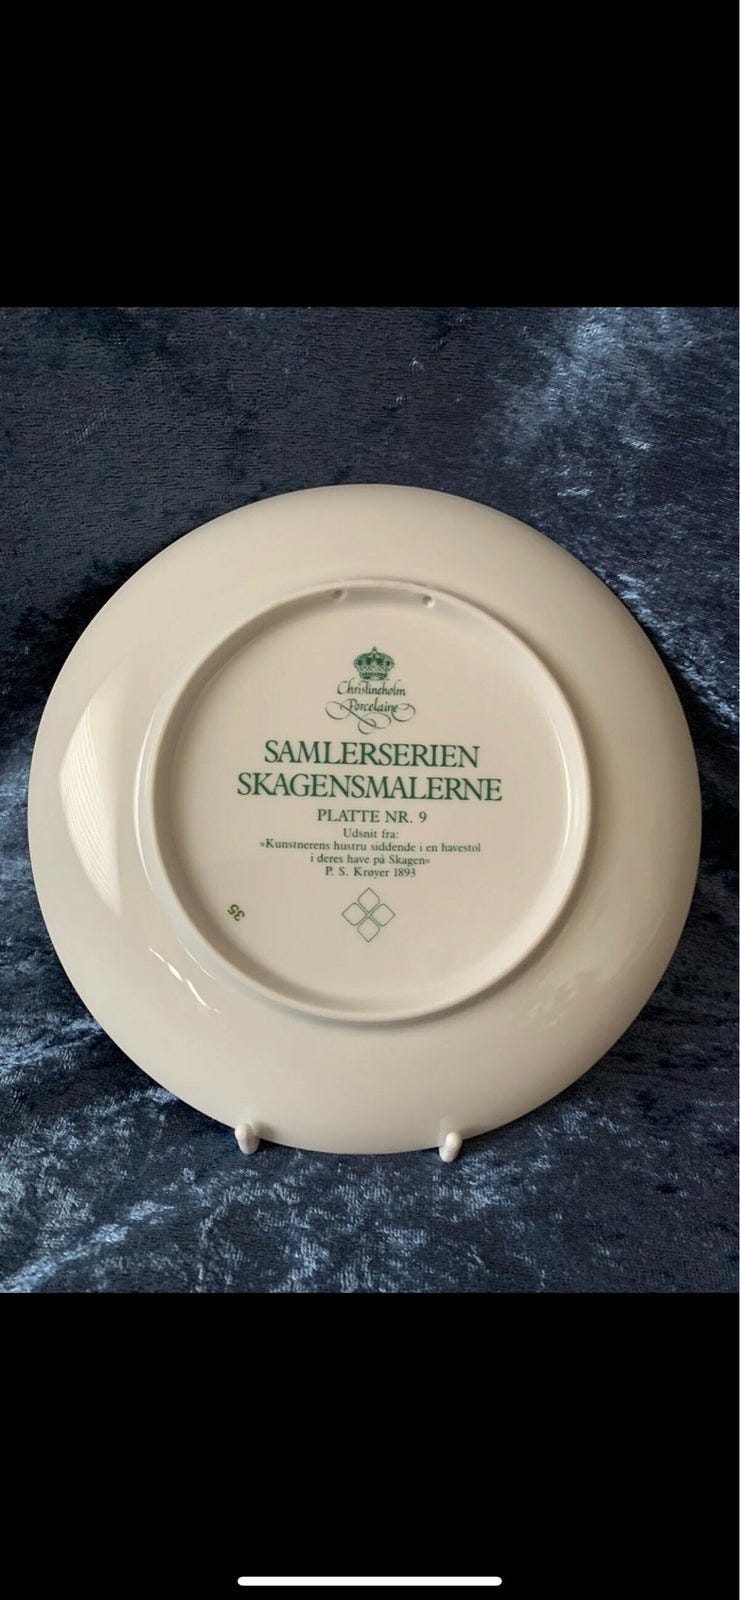 Christineholm
Porcelaine
SAMLERSERIEN
SKAGENSMALERNE
PLATTE NR. 9
Udsnit fra:
»Kunstnerens hustru siddende i en havestol
i deres have på Skagen«
P. S. Krøyer 1893
35